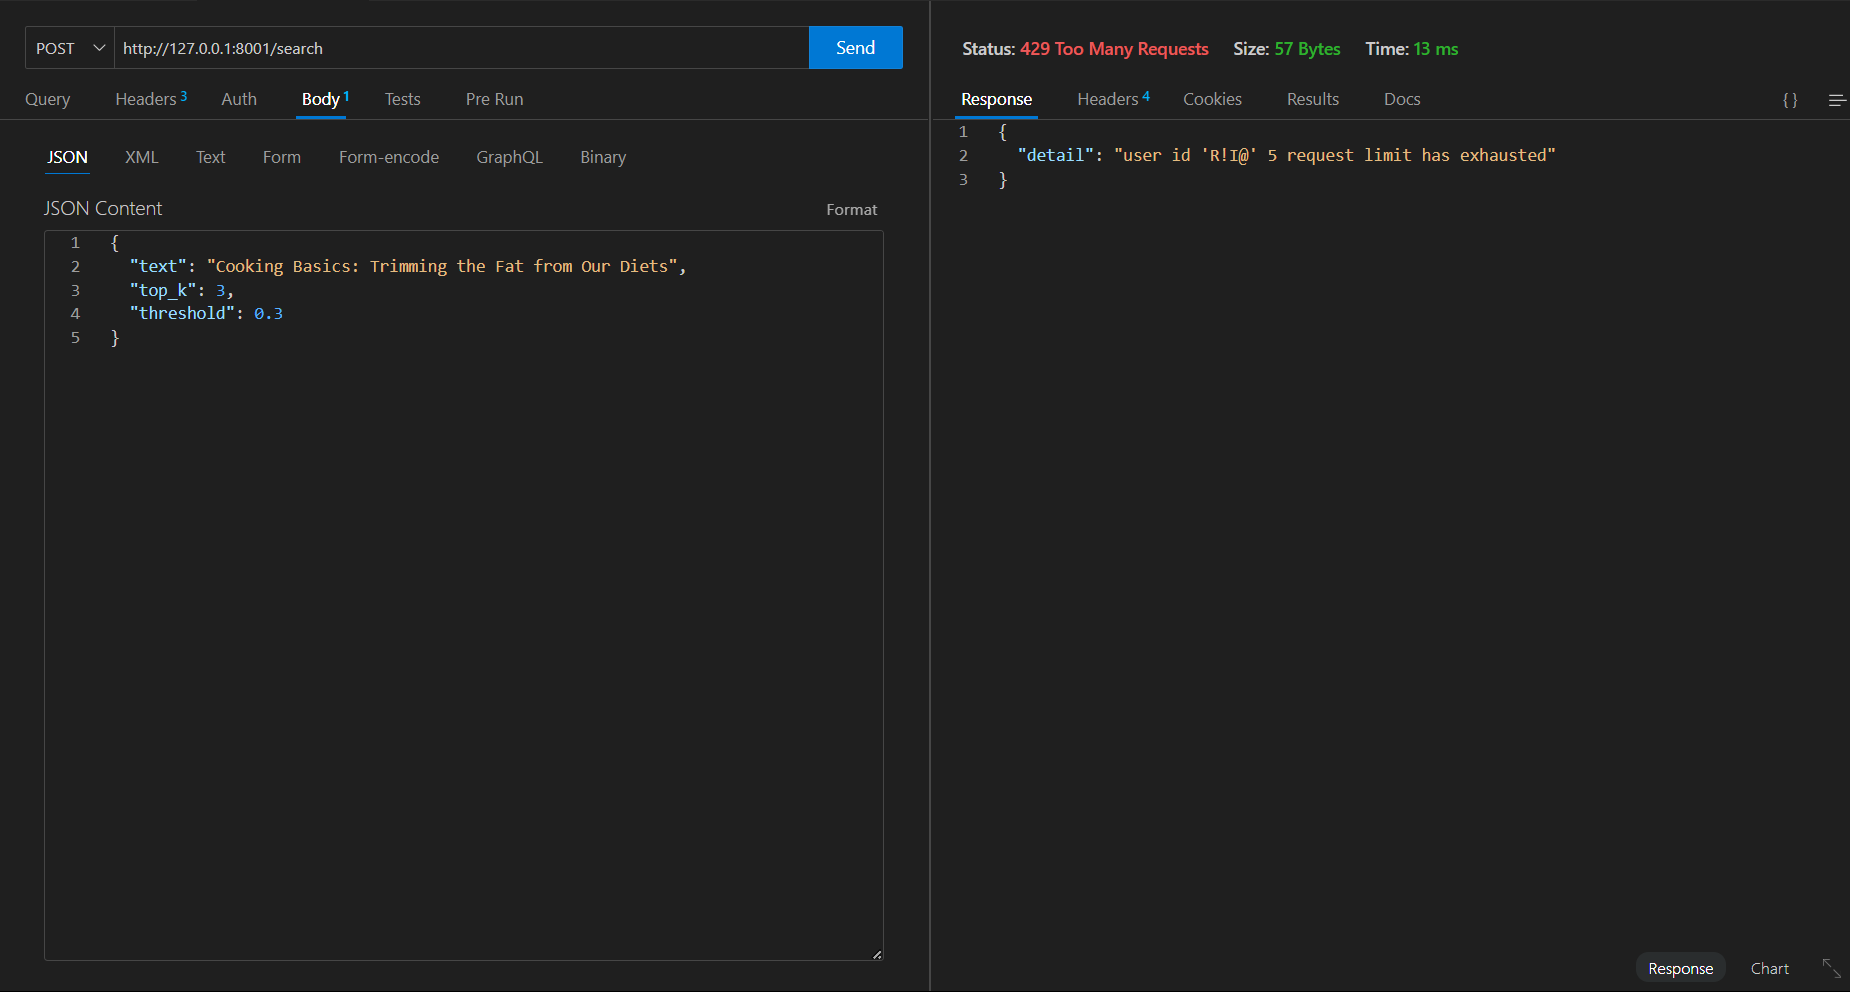 POST http://127.0.0.1:8001/search Send
Query Headers 3 Auth Body 1 Tests Pre Run
JSON XML Text Form Form-encode GraphQL Binary
JSON Content Format
1 {
2 "text": "Cooking Basics: Trimming the Fat from Our Diets",
3 "top_k": 3,
4 "threshold": 0.3
5 }
Status: 429 Too Many Requests Size: 57 Bytes Time: 13 ms
Response Headers 4 Cookies Results Docs { }
1 {
2 "detail": "user id 'R!I@' 5 request limit has exhausted"
3 }
Response Chart